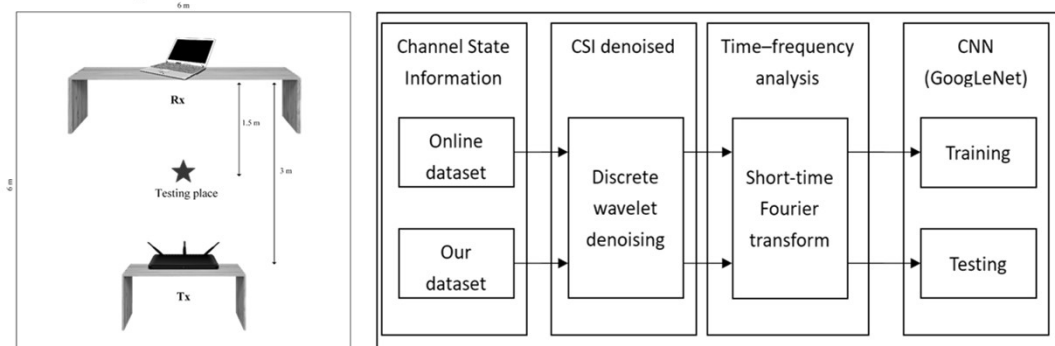 6 m
6 m
Rx
1.5 m
3 m
Testing place
Tx
Channel State
Information
Online
dataset
Our
dataset
CSI denoised
Discrete
wavelet
denoising
Time–frequency
analysis
Short-time
Fourier
transform
CNN
(GoogLeNet)
Training
Testing